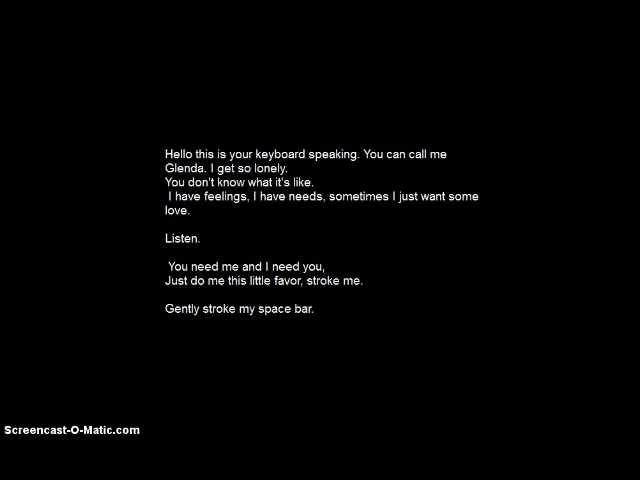 Hello this is your keyboard speaking. You can call me
Glenda. I get so lonely.
You don't know what it's like.
I have feelings, I have needs, sometimes I just want some
love.
Listen.
You need me and I need you,
Just do me this little favor, stroke me.
Gently stroke my space bar.
Screencast-O-Matic.com